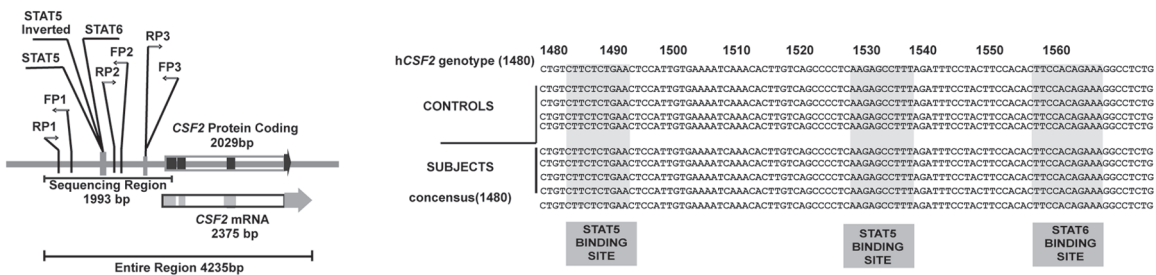 STAT5
Inverted
STAT6
STAT5
RP3
FP2
RP2
FP3
FP1
RP1
CSF2 Protein Coding
2029bp
Sequencing Region
1993 bp
CSF2 mRNA
2375 bp
Entire Region 4235bp
1480 1490 1500 1510 1520 1530 1540 1550 1560
hCSF2 genotype (1480) CTGTCTTCTCTGAACTCCATTGTGAAAATCAAACACTTGTCAGCCCCTCAAGAGCCTTTAGATTTCCTACTTCCACACTTCCACAGAAAGGCCTCTG
CTGTCTTCTCTGAACTCCATTGTGAAAATCAAACACTTGTCAGCCCCTCAAGAGCCTTTAGATTTCCTACTTCCACACTTCCACAGAAAGGCCTCTG
CONTROLS CTGTCTTCTCTGAACTCCATTGTGAAAATCAAACACTTGTCAGCCCCTCAAGAGCCTTTAGATTTCCTACTTCCACACTTCCACAGAAAGGCCTCTG
CTGTCTTCTCTGAACTCCATTGTGAAAATCAAACACTTGTCAGCCCCTCAAGAGCCTTTAGATTTCCTACTTCCACACTTCCACAGAAAGGCCTCTG
CTGTCTTCTCTGAACTCCATTGTGAAAATCAAACACTTGTCAGCCCCTCAAGAGCCTTTAGATTTCCTACTTCCACACTTCCACAGAAAGGCCTCTG
CTGTCTTCTCTGAACTCCATTGTGAAAATCAAACACTTGTCAGCCCCTCAAGAGCCTTTAGATTTCCTACTTCCACACTTCCACAGAAAGGCCTCTG
SUBJECTS CTGTCTTCTCTGAACTCCATTGTGAAAATCAAACACTTGTCAGCCCCTCAAGAGCCTTTAGATTTCCTACTTCCACACTTCCACAGAAAGGCCTCTG
CTGTCTTCTCTGAACTCCATTGTGAAAATCAAACACTTGTCAGCCCCTCAAGAGCCTTTAGATTTCCTACTTCCACACTTCCACAGAAAGGCCTCTG
CTGTCTTCTCTGAACTCCATTGTGAAAATCAAACACTTGTCAGCCCCTCAAGAGCCTTTAGATTTCCTACTTCCACACTTCCACAGAAAGGCCTCTG
concensus(1480) CTGTCTTCTCTGAACTCCATTGTGAAAATCAAACACTTGTCAGCCCCTCAAGAGCCTTTAGATTTCCTACTTCCACACTTCCACAGAAAGGCCTCTG
STAT5
BINDING
SITE
STAT5
BINDING
SITE
STAT6
BINDING
SITE